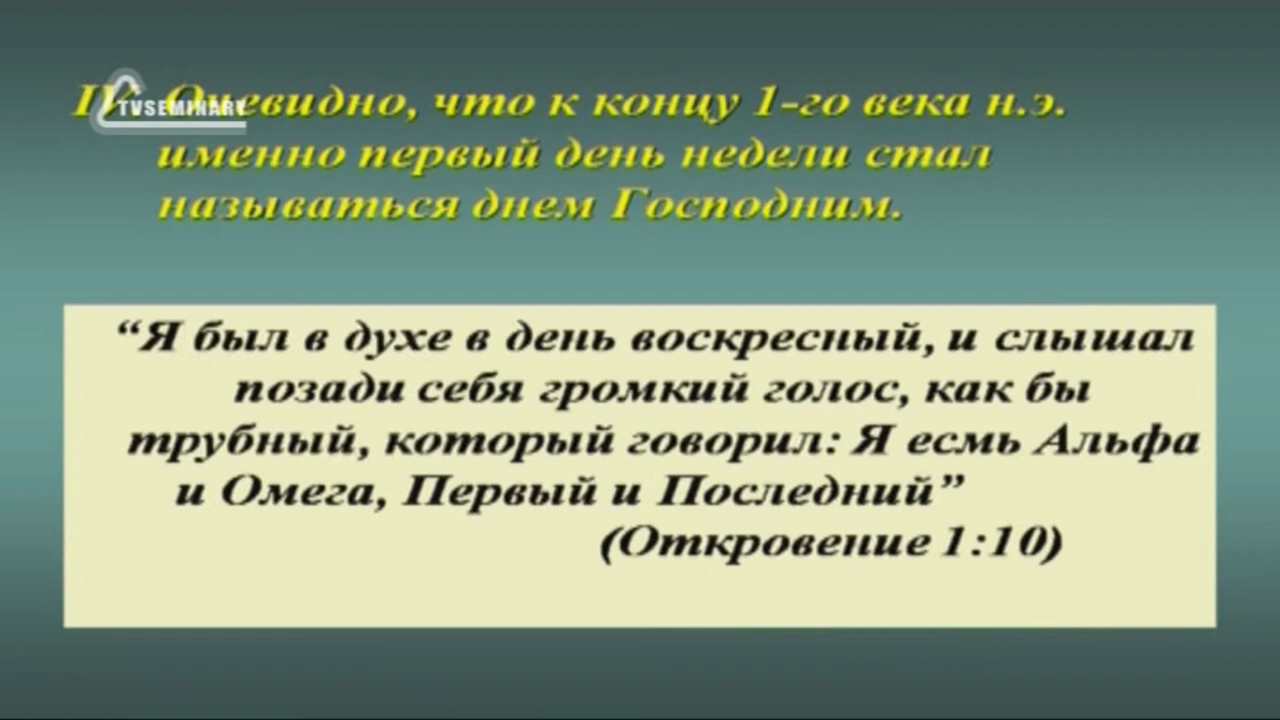 TVSEMINARY
IV. Очевидно, что к концу 1-го века н.э.
именно первый день недели стал
называться днем Господним.
“Я был в духе в день воскресный, и слышал
позади себя громкий голос, как бы
трубный, который говорил: Я есмь Альфа
и Омега, Первый и Последний”
(Откровение 1:10)